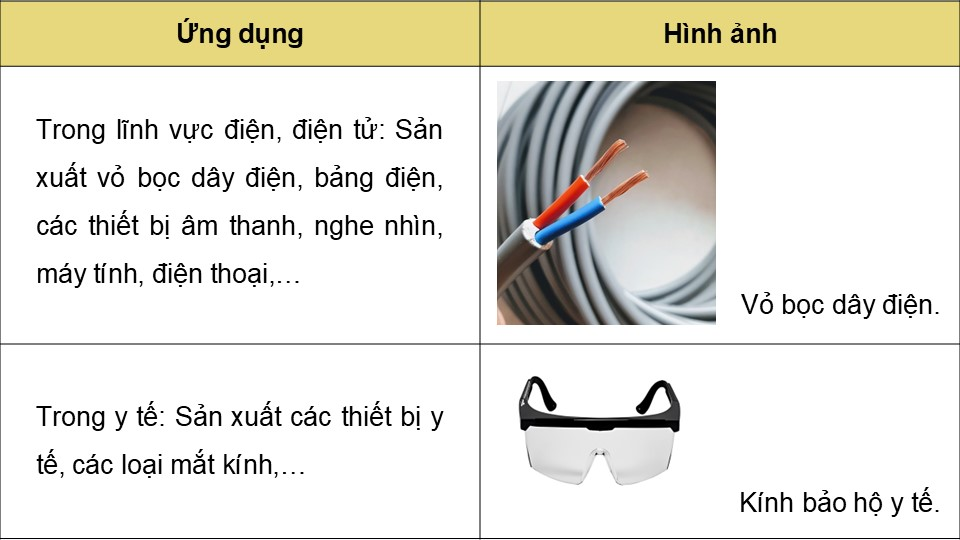 Ứng dụng
Hình ảnh
Trong lĩnh vực điện, điện tử: Sản
xuất vỏ bọc dây điện, bảng điện,
các thiết bị âm thanh, nghe nhìn,
máy tính, điện thoại,…
Vỏ bọc dây điện.
Trong y tế: Sản xuất các thiết bị y
tế, các loại mắt kính,…
Kính bảo hộ y tế.